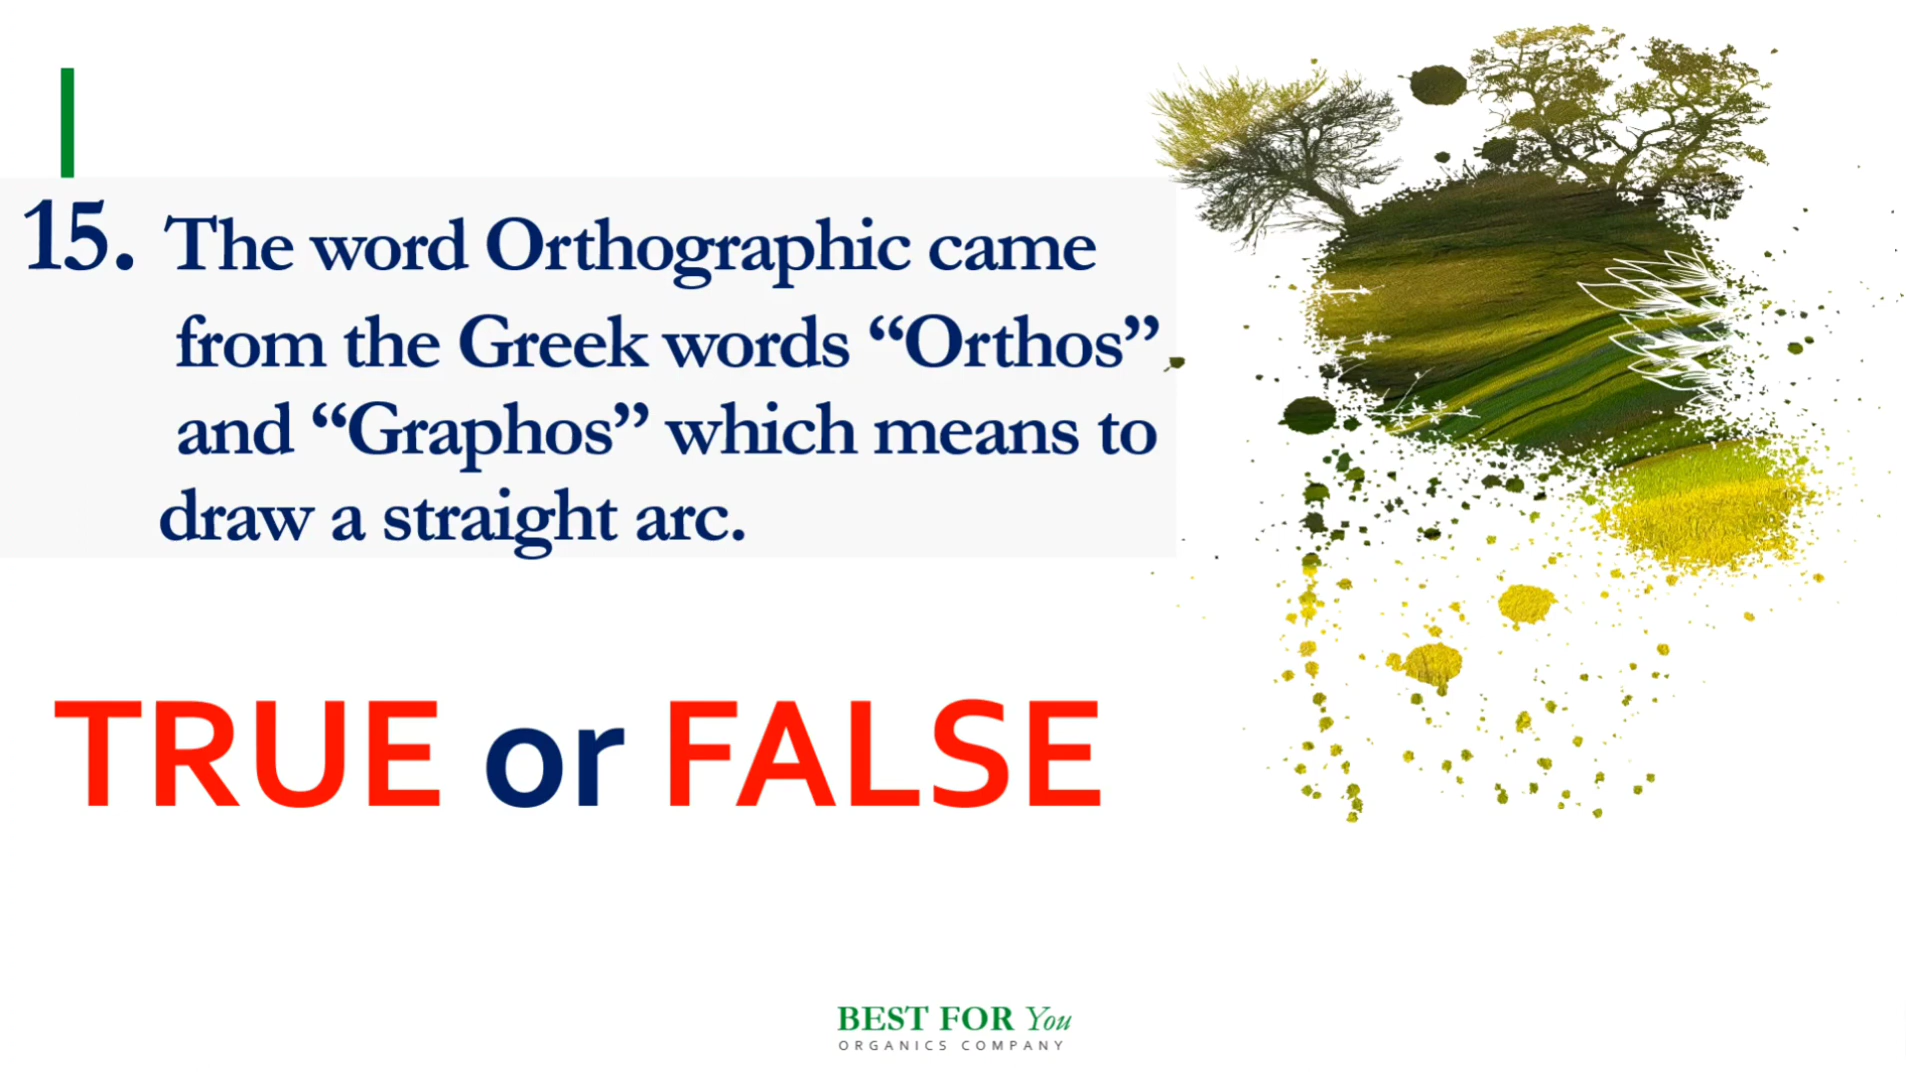 15. The word Orthographic came
from the Greek words “Orthos”
and “Graphos” which means to
draw a straight arc.
TRUE or FALSE
BEST FOR You
ORGANICS COMPANY